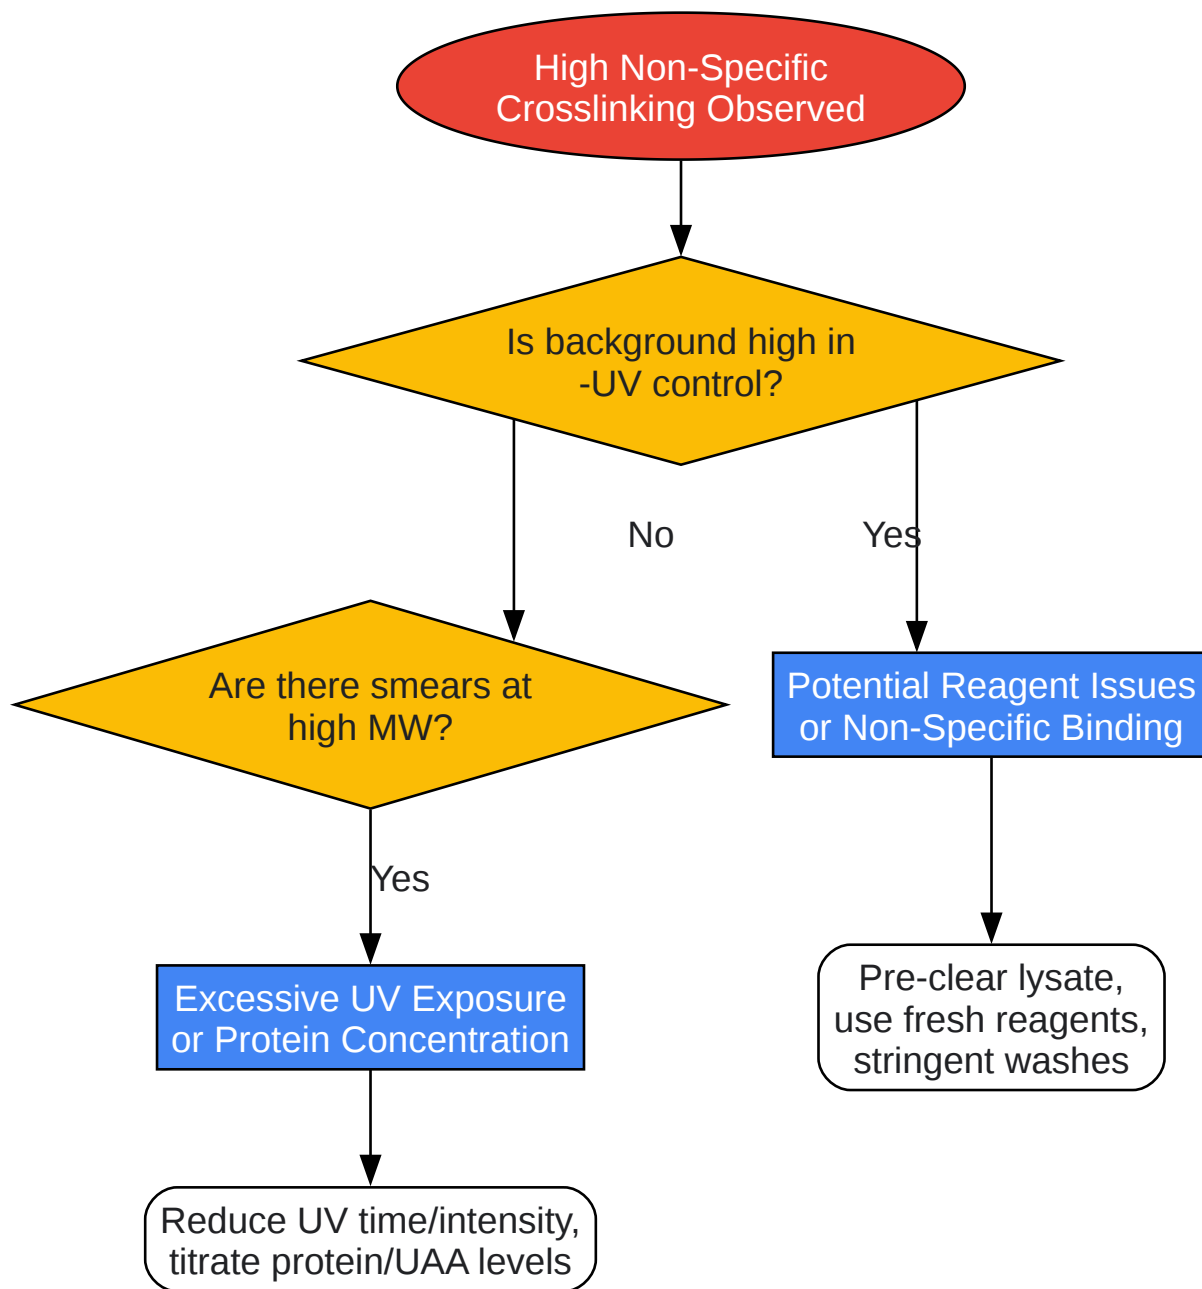 High Non-Specific
Crosslinking Observed
Is background high in
-UV control?
No
Yes
Are there smears at
high MW?
Potential Reagent Issues
or Non-Specific Binding
Yes
Excessive UV Exposure
or Protein Concentration
Pre-clear lysate,
use fresh reagents,
stringent washes
Reduce UV time/intensity,
titrate protein/UAA levels